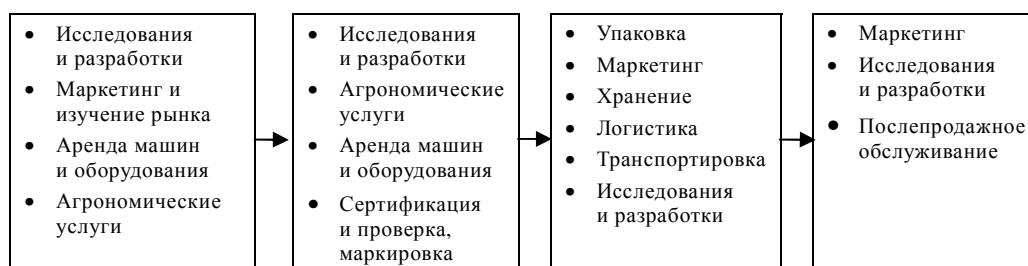 • Исследования
и разработки
• Маркетинг и
изучение рынка
• Аренда машин
и оборудования
• Агрономические
услуги
• Исследования
и разработки
• Агрономические
услуги
• Аренда машин
и оборудования
• Сертификация
и проверка,
маркировка
• Упаковка
• Маркетинг
• Хранение
• Логистика
• Транспортировка
• Исследования
и разработки
• Маркетинг
• Исследования
и разработки
• Послепродажное
обслуживание